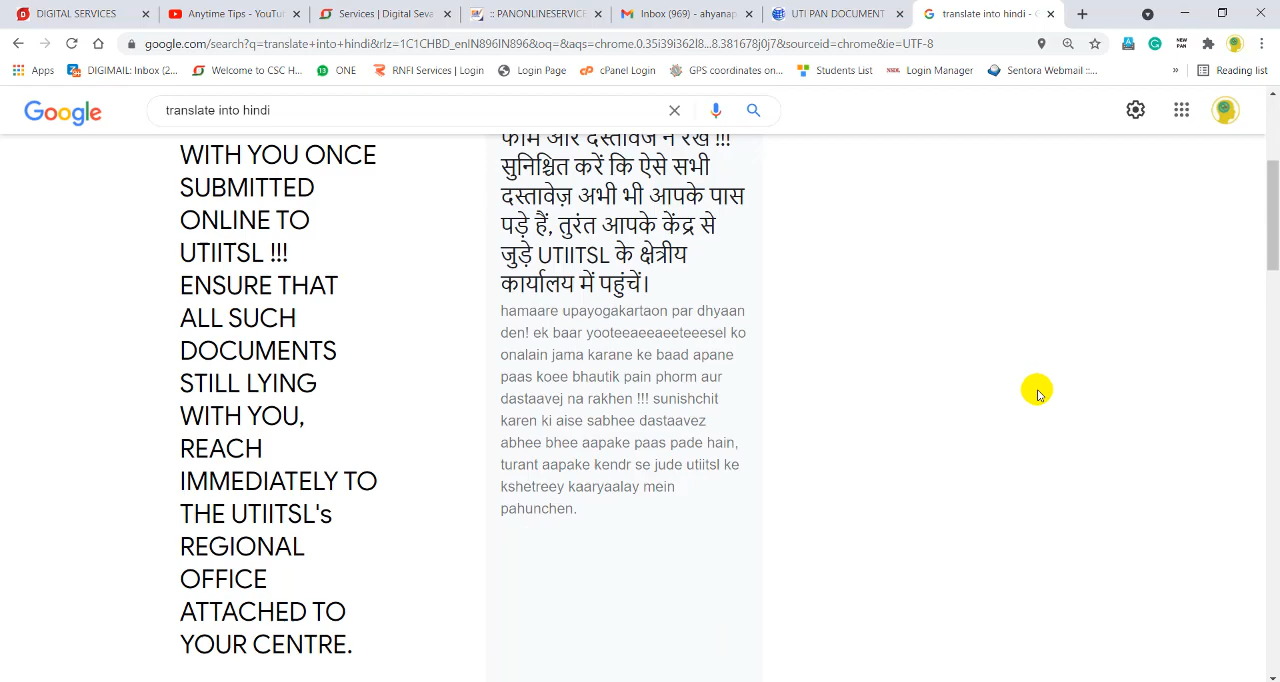 DIGITAL SERVICES
Anytime Tips - YouTu
Services | Digital Seva
:: PANONLINESERVICE
Inbox (969) - ahyanap
UTI PAN DOCUMENT
translate into hindi - G
google.com/search?q=translate+into+hindi&rlz=1C1CHBD_enIN896IN896&oq=&aqs=chrome.0.35i39i362l8...8.381678j0j7&sourceid=chrome&ie=UTF-8
NEW
PAN
Apps
DIGIMAIL: Inbox (2...
Welcome to CSC H...
13
ONE
RNFI Services | Login
Login Page
cPanel Login
GPS coordinates on...
Students List
Login Manager
Sentora Webmail ::...
»
Reading list
Google
translate into hindi
WITH YOU ONCE
SUBMITTED
ONLINE TO
UTIITSL !!!
ENSURE THAT
ALL SUCH
DOCUMENTS
STILL LYING
WITH YOU,
REACH
IMMEDIATELY TO
THE UTIITSL's
REGIONAL
OFFICE
ATTACHED TO
YOUR CENTRE.
फॉर्म और दस्तावेज न रखें !!!
सुनिश्चित करें कि ऐसे सभी
दस्तावेज़ अभी भी आपके पास
पड़े हैं, तुरंत आपके केंद्र से
जुड़े UTIITSL के क्षेत्रीय
कार्यालय में पहुंचें।
hamaare upayogakartaon par dhyaan
den! ek baar yooteeaeeaeeteeesel ko
onalain jama karane ke baad apane
paas koee bhautik pain phorm aur
dastaavej na rakhen !!! sunishchit
karen ki aise sabhee dastaavez
abhee bhee aapake paas pade hain,
turant aapake kendr se jude utiitsl ke
kshetreey kaaryaalay mein
pahunchen.